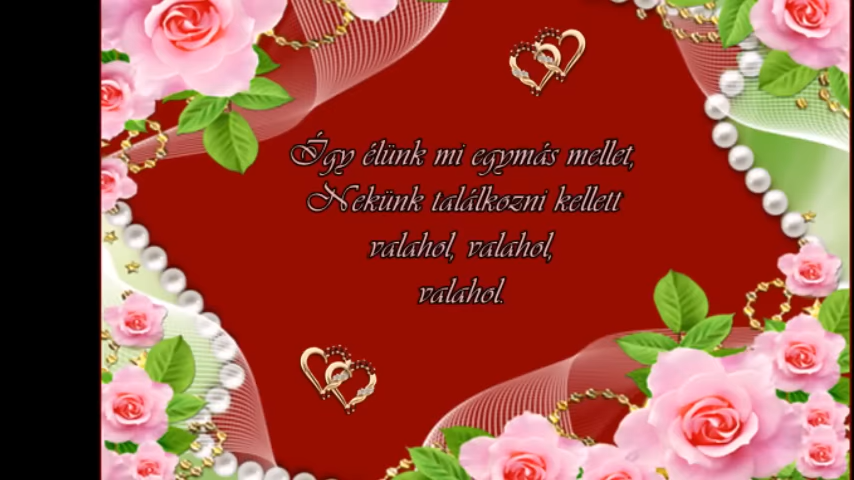 Így élünk mi egymás mellet,
Nekünk találkozni kellett
valahol, valahol,
valahol.